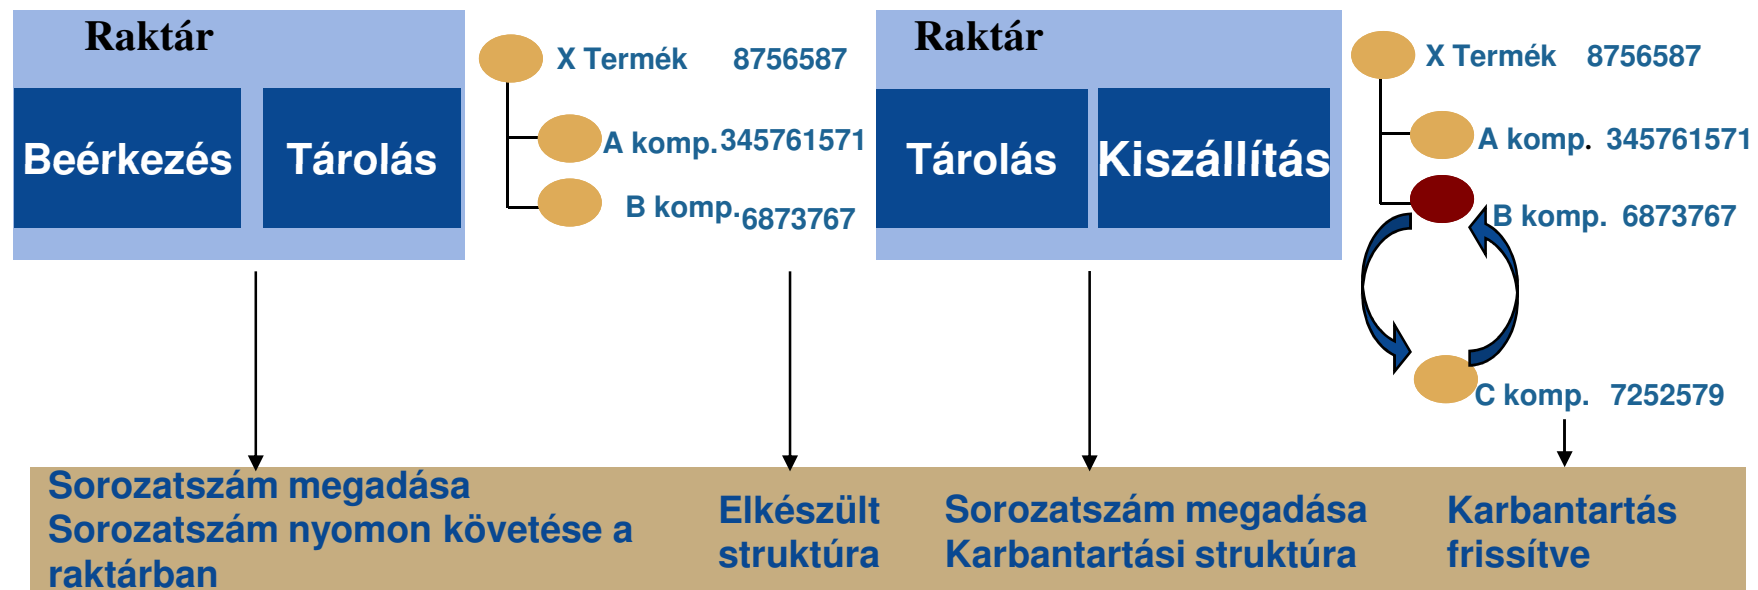 Raktár
Beérkezés
Tárolás
X Termék 8756587
A komp. 345761571
B komp. 6873767
Raktár
Tárolás
Kiszállítás
X Termék 8756587
A komp. 345761571
B komp. 6873767
C komp. 7252579
Sorozatszám megadása
Sorozatszám nyomon követése a
raktárban
Elkészült
struktúra
Sorozatszám megadása
Karbantartási struktúra
Karbantartás
frissítve